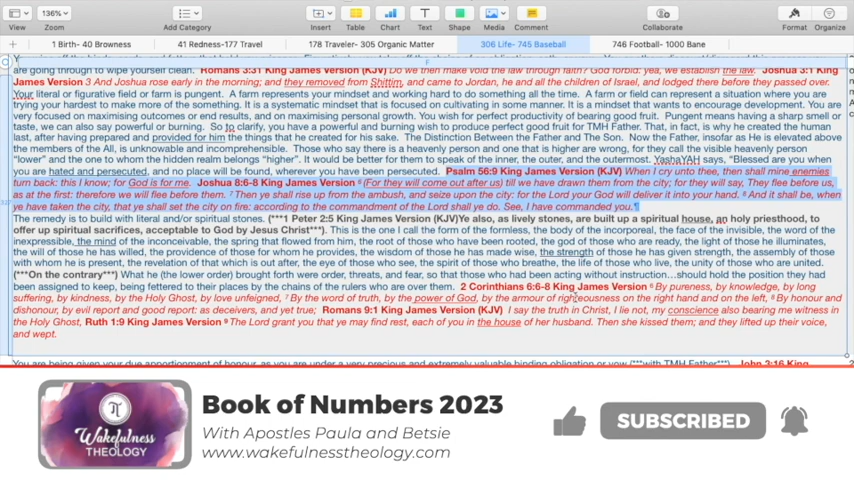 136%
View
Zoom
Add Category
Insert
Table
Chart
Text
Shape
Media
Comment
Collaborate
Format
Organize
1 Birth- 40 Browness
41 Redness-177 Travel
178 Traveler- 305 Organic Matter
306 Life- 745 Baseball
746 Football- 1000 Bane
are going through to wipe yourself clean. Romans 3:31 King James Version (KJV) Do we then make void the law through faith? God forbid: yea, we establish the law. Joshua 3:1 King
James Version 3 And Joshua rose early in the morning; and they removed from Shittim, and came to Jordan, he and all the children of Israel, and lodged there before they passed over.
Your literal or figurative field or farm is pungent. A farm represents your mindset and working hard to do something all the time. A farm or field can represent a situation where you are
trying your hardest to make more of the something. It is a systematic mindset that is focused on cultivating in some manner. It is a mindset that wants to encourage development. You are
very focused on maximising outcomes or end results, and on maximising personal growth. You wish for perfect productivity of bearing good fruit. Pungent means having a sharp smell or
taste, we can also say powerful or burning. So to clarify, you have a powerful and burning wish to produce perfect good fruit for TMH Father. That, in fact, is why he created the human
last, after having prepared and provided for him the things that he created for his sake. The Distinction Between the Father and The Son. Now the Father and The Son. As He is elevated above
the members of the All, is unknowable and incomprehensible. Those who say there is a heavenly person and one that is higher are wrong, for they call the visible heavenly person
“lower” and the one to whom the hidden realm belongs “higher”. It would be better for them to speak of the inner, the outer, and the outermost. YashaYAH says, “Blessed are you when
you are hated and persecuted, and no place will be found, wherever you have been persecuted. Psalm 56:9 King James Version (KJV) When I cry unto thee, then shall mine enemies
turn back: this I know; for God is for me. Joshua 8:6-8 King James Version 6 (For they will come out after us) till we have drawn them from the city; for they will say, They flee before us,
as at the first: therefore we will flee before them. 7 Then ye shall rise up from the ambush, and seize upon the city: for the Lord your God will deliver it into your hand. 8 And it shall be, when
ye have taken the city, that ye shall set the city on fire: according to the commandment of the Lord shall ye do. See, I have commanded you.¶
The remedy is to build with literal and/or spiritual stones. (***1 Peter 2:5 King James Version (KJV)Ye also, as lively stones, are built up a spiritual house, an holy priesthood, to
offer up spiritual sacrifices, acceptable to God by Jesus Christ***). This is the one I call the form of the formless, the body of the incorporeal, the face of the invisible, the word of the
inexpressible, the mind of the inconceivable, the spring that flowed from him, the root of those who have been rooted, the god of those who are ready, the light of those he illuminates,
the will of those he has willed, the providence of those for whom he provides, the wisdom of those he has made wise, the strength of those he has given strength, the assembly of those
with whom he is present, the revelation of that which is out after, the eye of those who see, the spirit of those who breathe, the life of those who live, the unity of those who are united.
(***On the contrary***) What he (the lower order) brought forth were order, threats, and fear, so that those who had been acting without instruction…should hold the position they had
been assigned to keep, being fettered to their places by the chains of the rulers who are over them. 2 Corinthians 6:6-8 King James Version 6 By pureness, by knowledge, by long
suffering, by kindness, by the Holy Ghost, by love unfeigned, 7 By the word of truth, by the power of God, by the armour of righteousness on the right hand and on the left, 8 By honour and
dishonour, by evil report and good report: as deceivers, and yet true; Romans 9:1 King James Version (KJV) I say the truth in Christ, I lie not, my conscience also bearing me witness in
the Holy Ghost, Ruth 1:9 King James Version 9 The Lord grant you that ye may find rest, each of you in the house of her husband. Then she kissed them; and they lifted up their voice,
and wept.
You are being given your due apportionment of honour, as you are under a very precious and extremely valuable binding obligation or vow (***with TMH Father***). John 3:16 King
Wakefulness
THEOLOGY
Book of Numbers 2023
With Apostles Paula and Betsie
www.wakefulnesstheology.com
SUBSCRIBED